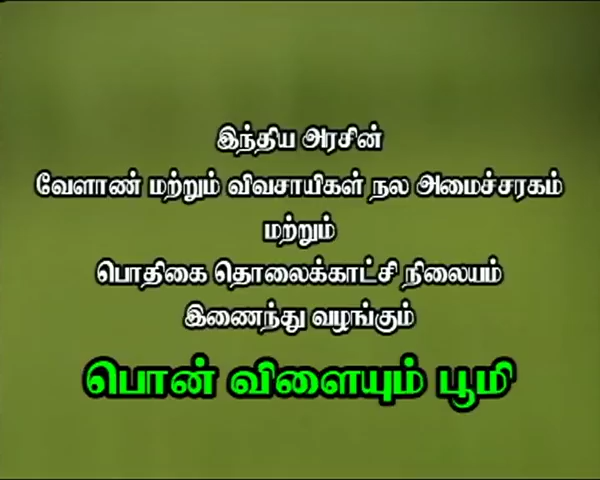 இந்திய அரசின்
வேளாண் மற்றும் விவசாயிகள் நல அமைச்சரகம்
மற்றும்
பொதிகை தொலைக்காட்சி நிலையம்
இணைந்து வழங்கும்
பொன் விளையும் பூமி